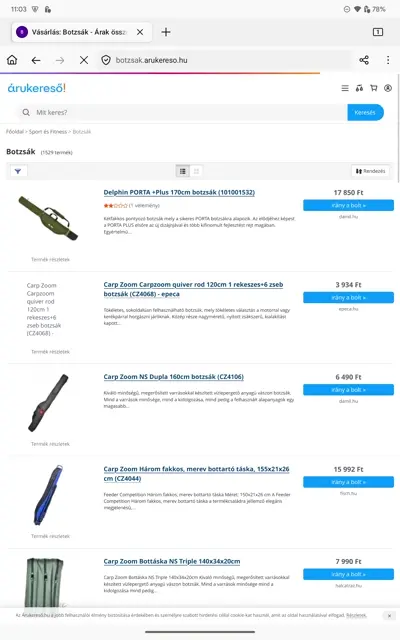 11:03
78%
Vásárlás: Botzsák - Árak össz
botzsak.arukereso.hu
árukereső!
Mit keres?
Keresés
Főoldal > Sport és Fitness > Botzsák
Botzsák (1529 termék)
Rendezés
Delphin PORTA +Plus 170cm botzsák (101001532)
(1 vélemény)
Kétfakkos pontyozó botzsák mely a sikeres PORTA botzsákra alapozik. Az elődjéhez képest
a PORTA PLUS elsőre az új dizájnjával és több kifinomult fejlesztést rejt magában.
Egyértelmű...
17 850 Ft
Irány a bolt »
damil.hu
Termék részletek
Carp Zoom
Carpzoom
quiver rod
120cm 1
rekeszes+6
zseb botzsák
(CZ4068) -
Carp Zoom Carpzoom quiver rod 120cm 1 rekeszes+6 zseb
botzsák (CZ4068) - epeca
Tökéletes, sokoldalúan felhasználható botzsák, mely tökéletes választás a motorral vagy
kerékpárral horgászni járóknak. Közép része nagyméretű, nyitott zsákszerű, kialakítást
kapott...
3 934 Ft
Irány a bolt »
epeca.hu
Termék részletek
Carp Zoom NS Dupla 160cm botzsák (CZ4106)
Kiváló minőségű, megerősített varrásokkal készített vízlepergető anyagú vászon botzsák.
Mind a varrások minősége, mind a kidolgozása, mind pedig a felhasznált alapanyagok egy
magasabb...
6 490 Ft
Irány a bolt »
damil.hu
Termék részletek
Carp Zoom Három fakkos, merev bottartó táska, 155x21x26
cm (CZ4044)
Feeder Competition Három fakkos, merev bottartó táska Méret: 150x21x26 cm A Feeder
Competition Három fakkos, merev bottartó táska a termékcsaládra jellemző elegáns
megjelenésű,...
15 992 Ft
Irány a bolt »
fisch.hu
Termék részletek
Carp Zoom Bottáska NS Triple 140x34x20cm
Carp Zoom Bottáska NS Triple 140x34x20cm Kiváló minőségű, megerősített varrásokkal
készített vízlepergető anyagú vászon botzsák. Mind a varrások minősége mind a
kidolgozása mind pedig...
7 990 Ft
Irány a bolt »
halcatraz.hu
Az Árukereső.hu a jobb felhasználói élmény biztosítása érdekében és személyre szabott hirdetési céllal cookie-kat használ, amit az oldal használatával elfogad. Részletek.